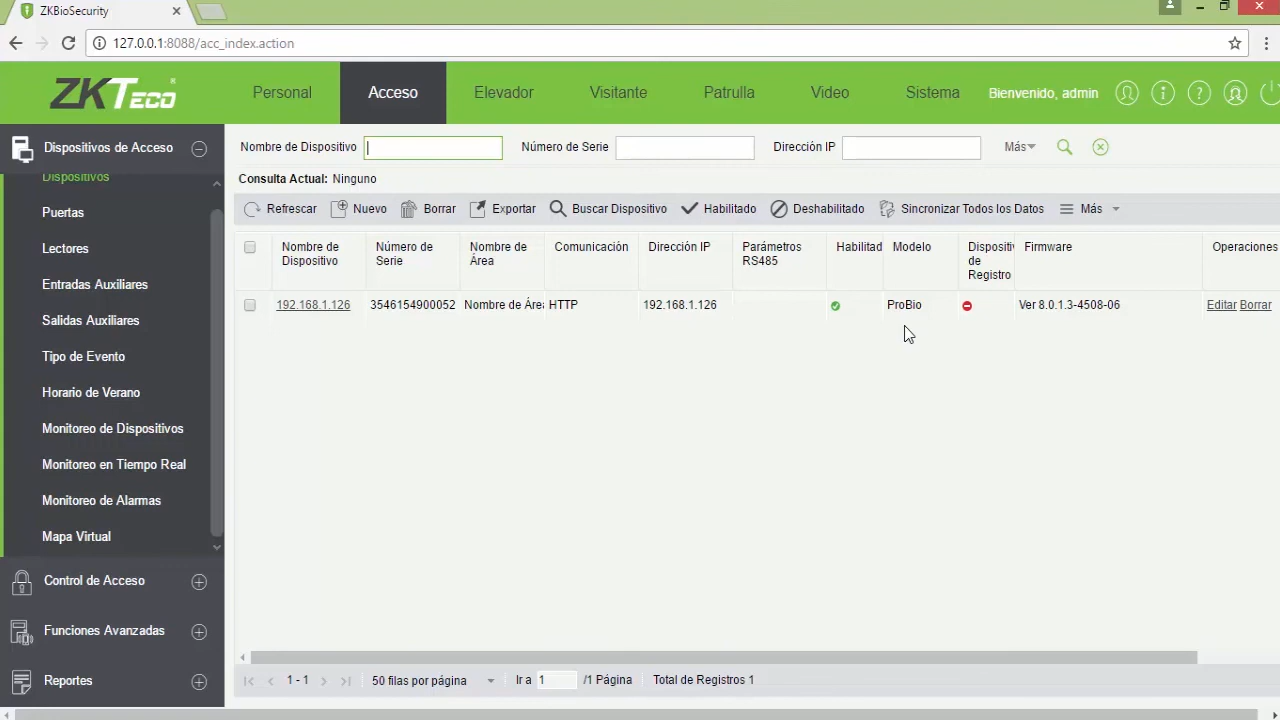 ZKBioSecurity
127.0.0.1:8088/acc_index.action
ZKTeco
Personal
Acceso
Elevador
Visitante
Patrulla
Video
Sistema
Bienvenido, admin
Dispositivos de Acceso
Dispositivos
Puertas
Lectores
Entradas Auxiliares
Salidas Auxiliares
Tipo de Evento
Horario de Verano
Monitoreo de Dispositivos
Monitoreo en Tiempo Real
Monitoreo de Alarmas
Mapa Virtual
Control de Acceso
Funciones Avanzadas
Reportes
Nombre de Dispositivo
Número de Serie
Dirección IP
Más
Consulta Actual: Ninguno
Refrescar
Nuevo
Borrar
Exportar
Buscar Dispositivo
Habilitado
Deshabilitado
Sincronizar Todos los Datos
Más
Nombre de
Dispositivo
Número de
Serie
Nombre de
Área
Comunicación
Dirección IP
Parámetros
RS485
Habilitad
Modelo
Dispositiv
de
Registro
Firmware
Operaciones
192.168.1.126
3546154900052
Nombre de Área
HTTP
192.168.1.126
ProBio
Ver 8.0.1.3-4508-06
Editar Borrar
1 - 1
50 filas por página
Ir a 1 /1 Página
Total de Registros 1